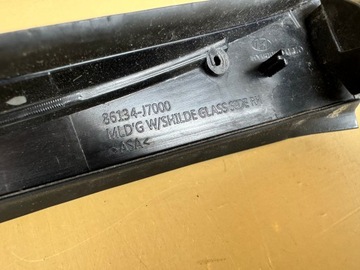 86134-J7000
MLD'G W/SHILDE GLASS SIDE RH
>ASA<